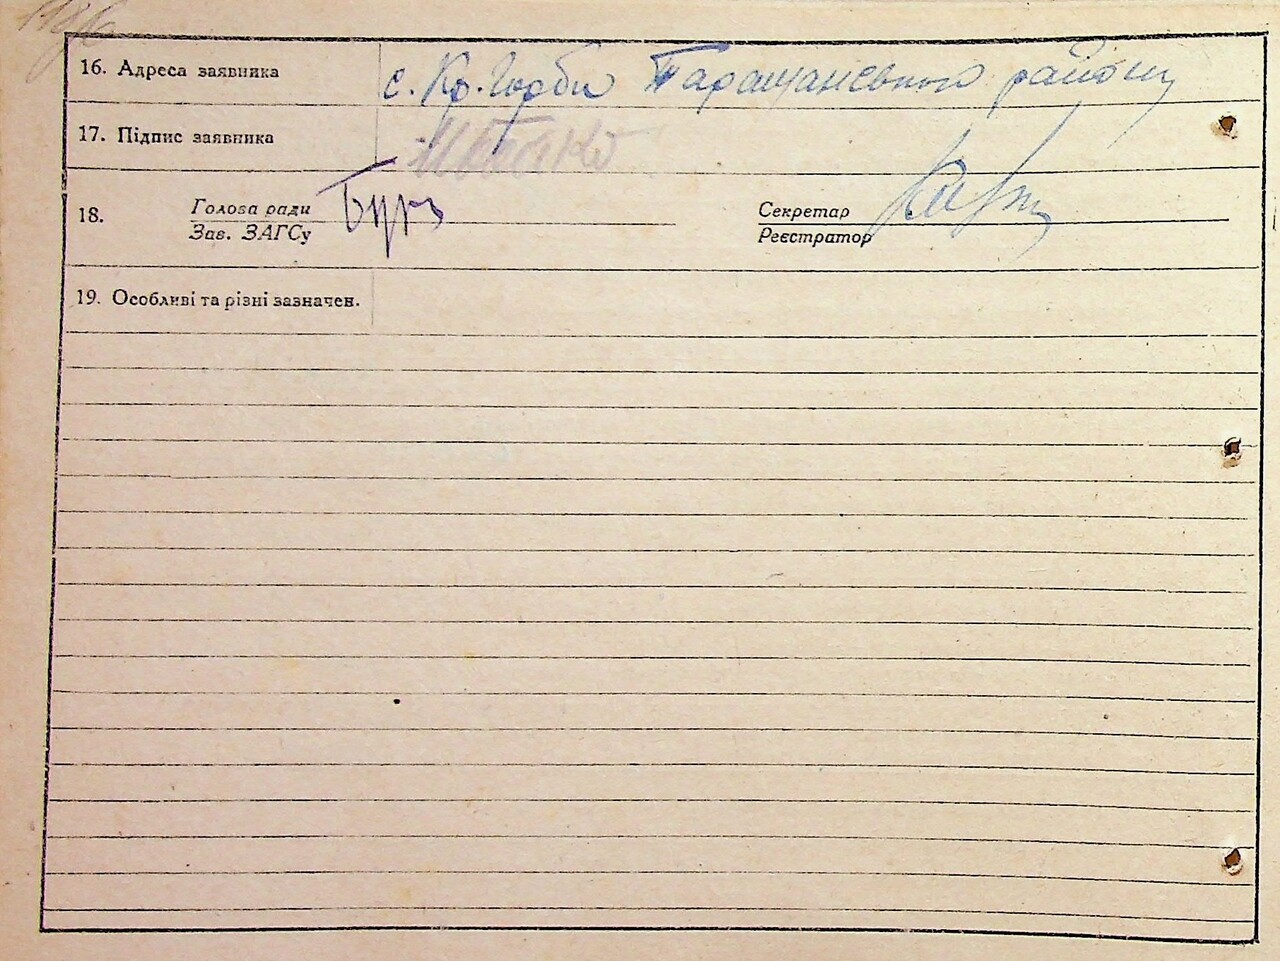 16. Адреса заявника с. Кр. Горби Таращанського району
17. Підпис заявника
18. Голова ради
Зав. ЗАГСу
Секретар
Реєстратор
19. Особливі та різні зазначен.